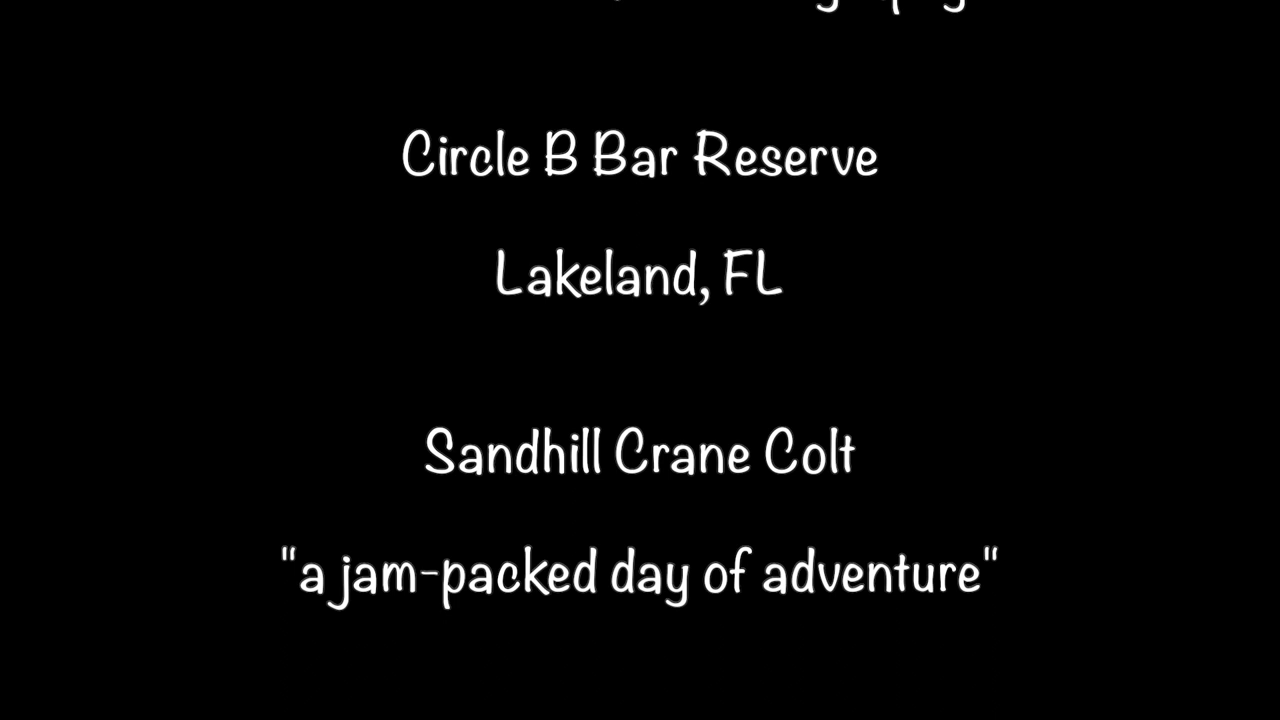 Circle B Bar Reserve
Lakeland, FL
Sandhill Crane Colt
"a jam-packed day of adventure"